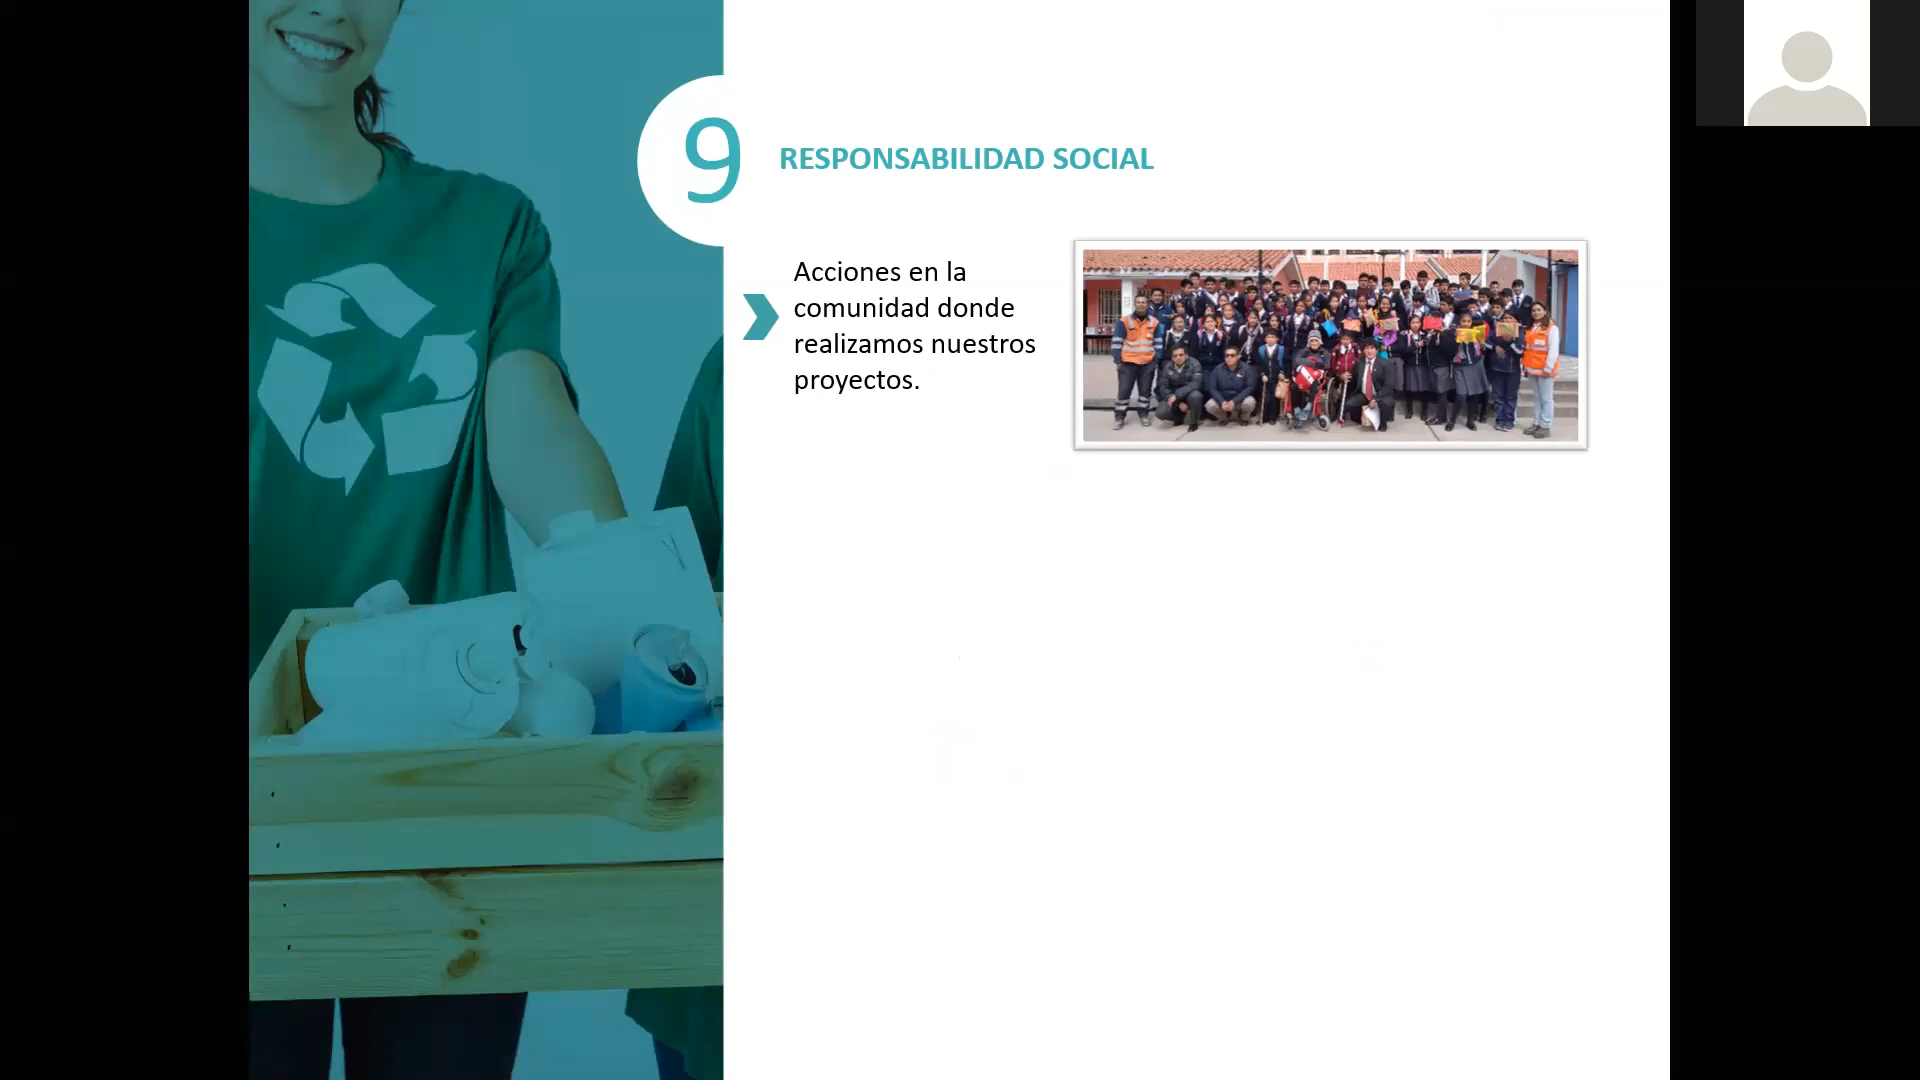 9
RESPONSABILIDAD SOCIAL
Acciones en la
comunidad donde
realizamos nuestros
proyectos.